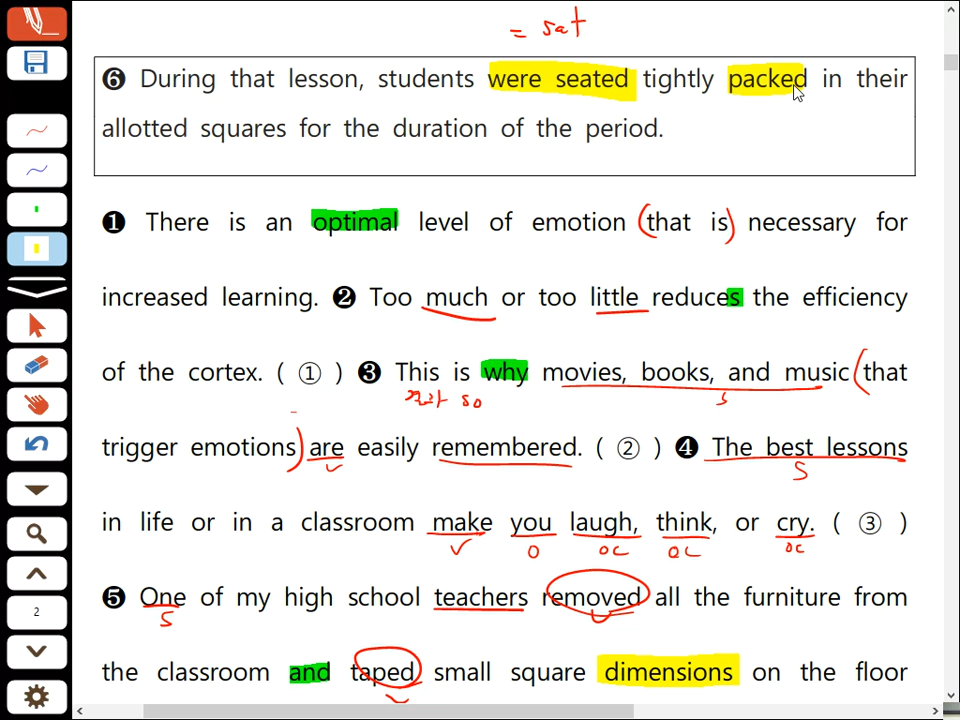 = sat
❻ During that lesson, students were seated tightly packed in their
allotted squares for the duration of the period.
❶ There is an optimal level of emotion (that is) necessary for
increased learning. ❷ Too much or too little reduces the efficiency
of the cortex. ( ① ) ❸ This is why movies, books, and music (that
so s
trigger emotions) are easily remembered. ( ② ) ❹ The best lessons
v S
in life or in a classroom make you laugh, think, or cry. ( ③ )
v o oc oc oc
❺ One of my high school teachers removed all the furniture from
s v
the classroom and taped small square dimensions on the floor
v
2